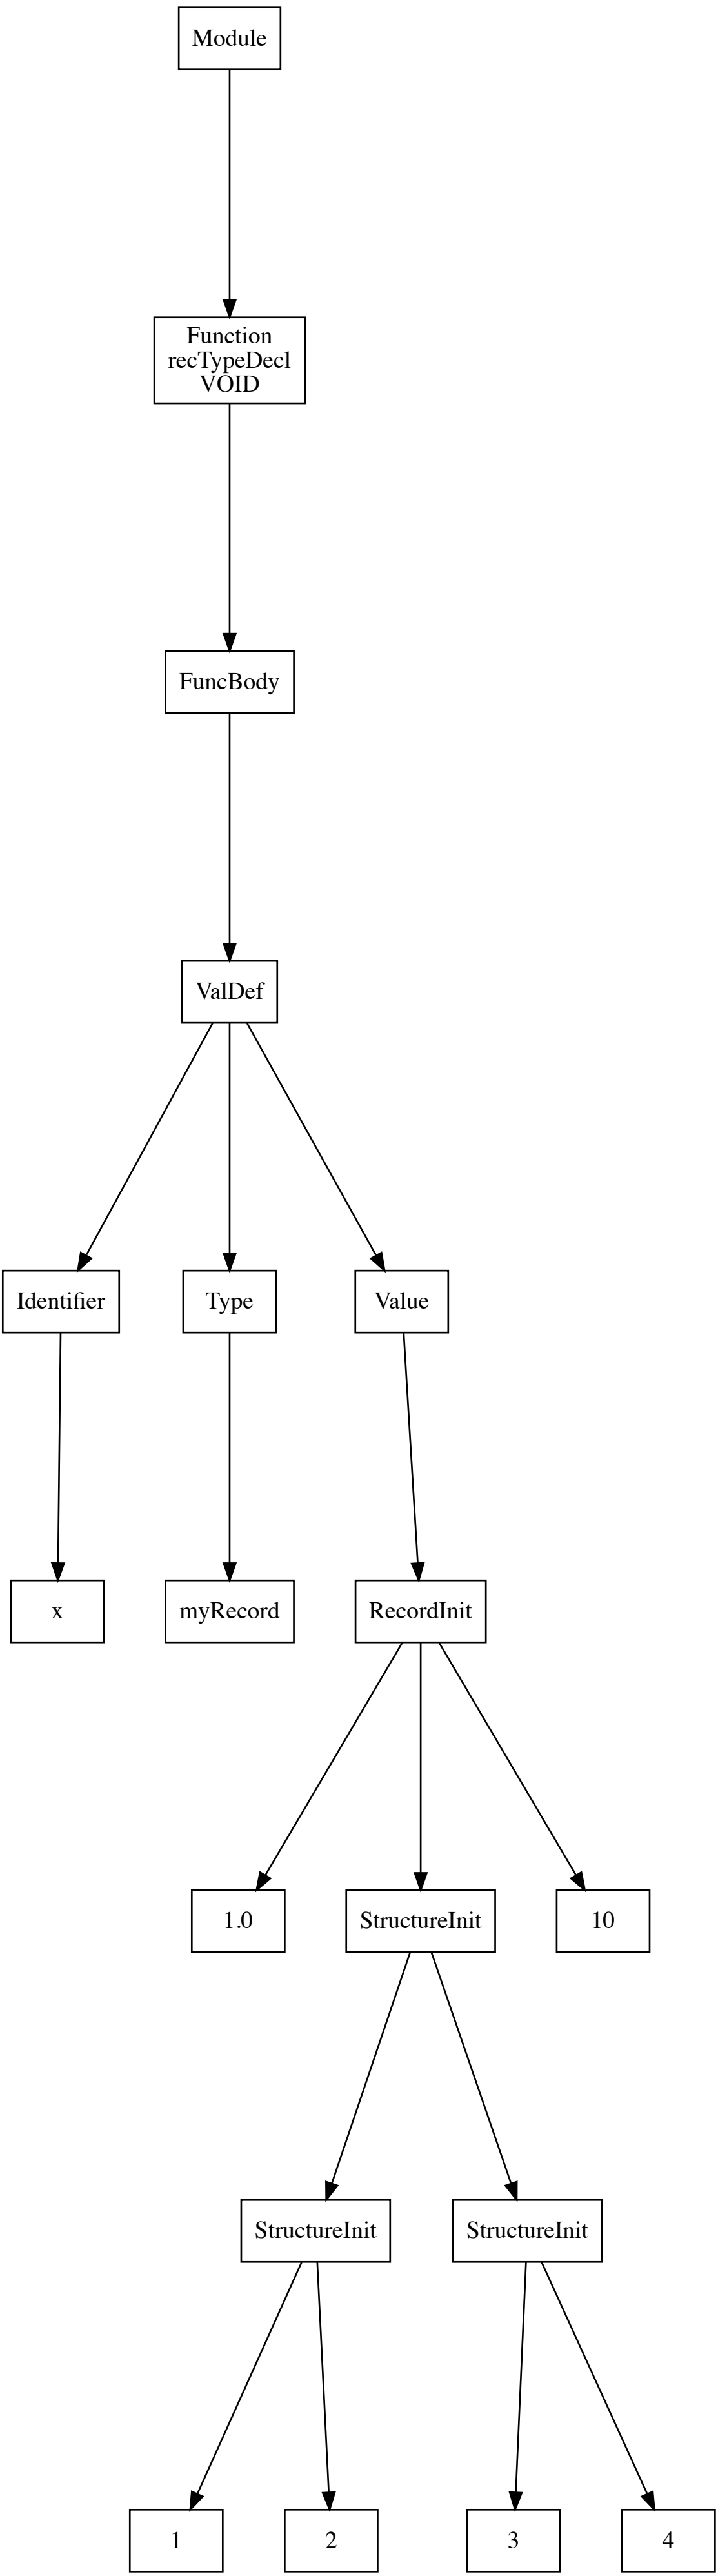 Module
Function
recTypeDecl
VOID
FuncBody
ValDef
Identifier
Type
Value
x
myRecord
RecordInit
1.0
StructureInit
10
StructureInit
StructureInit
1
2
3
4